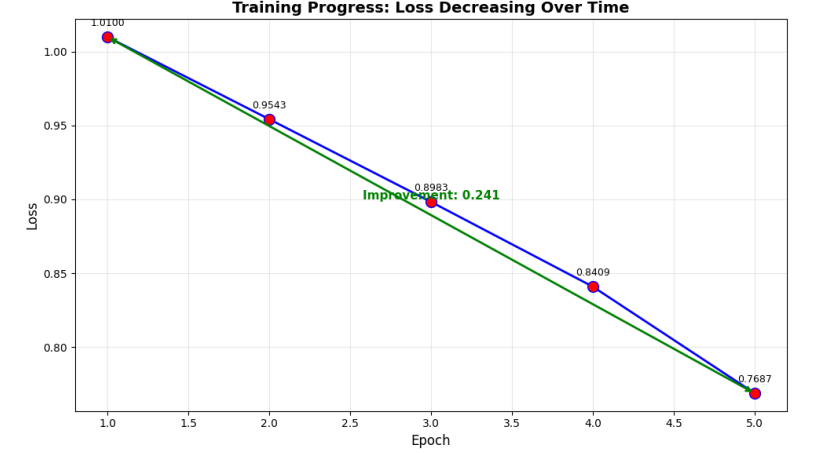 Training Progress: Loss Decreasing Over Time
1.0100
0.9543
0.8983
Improvement: 0.241
0.8409
0.7687
1.00
0.95
0.90
0.85
0.80
Loss
1.0 1.5 2.0 2.5 3.0 3.5 4.0 4.5 5.0
Epoch